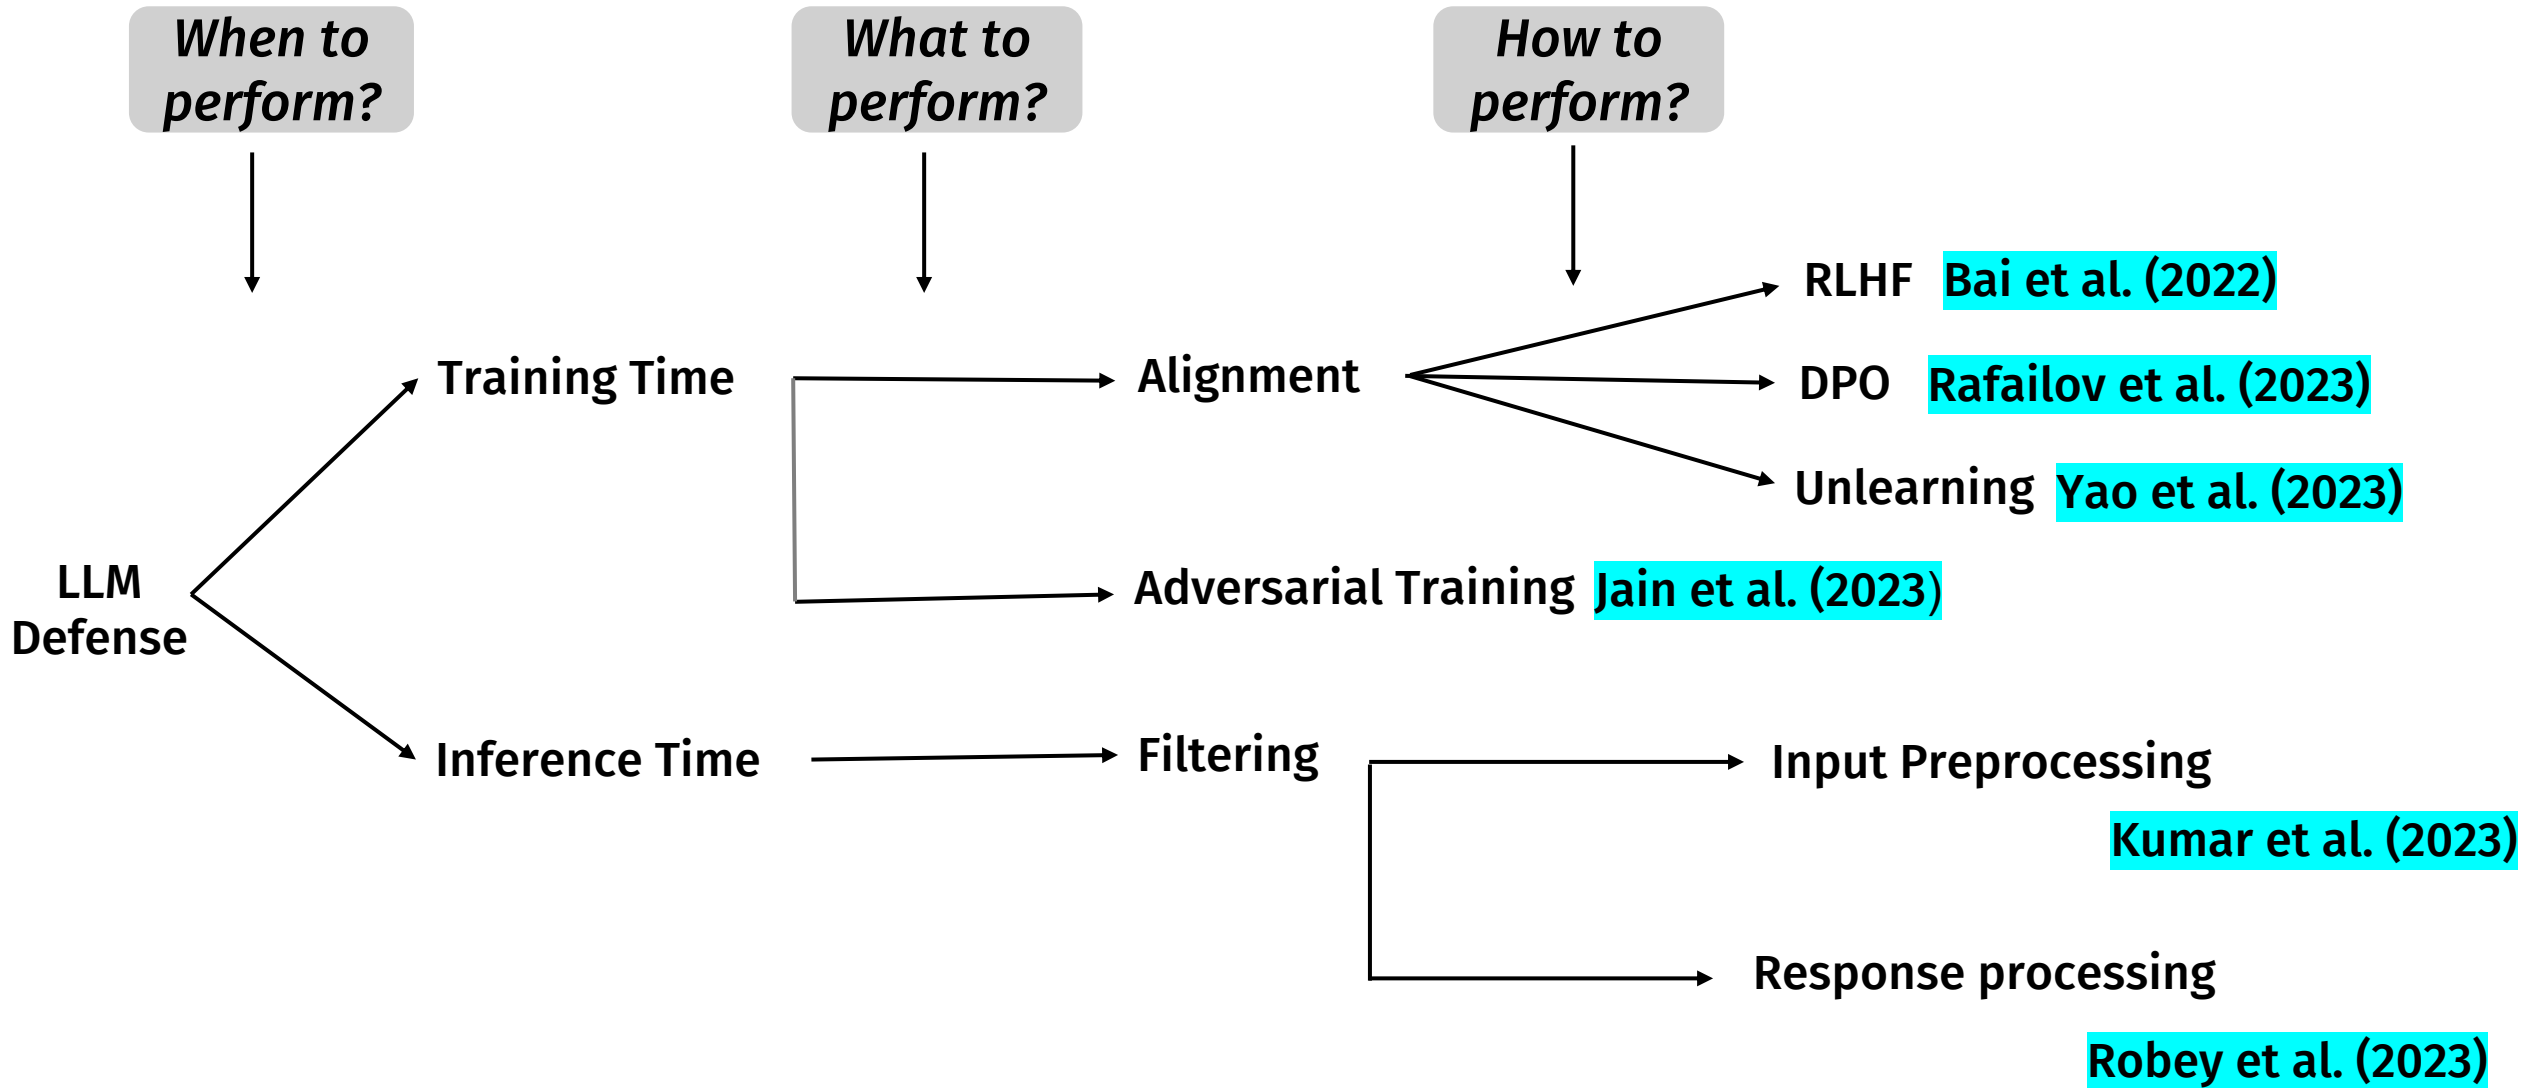 When to
perform?
What to
perform?
How to
perform?
RLHF Bai et al. (2022)
Training Time
Alignment
DPO Rafailov et al. (2023)
Unlearning Yao et al. (2023)
LLM
Defense
Adversarial Training Jain et al. (2023)
Inference Time
Filtering
Input Preprocessing
Kumar et al. (2023)
Response processing
Robey et al. (2023)